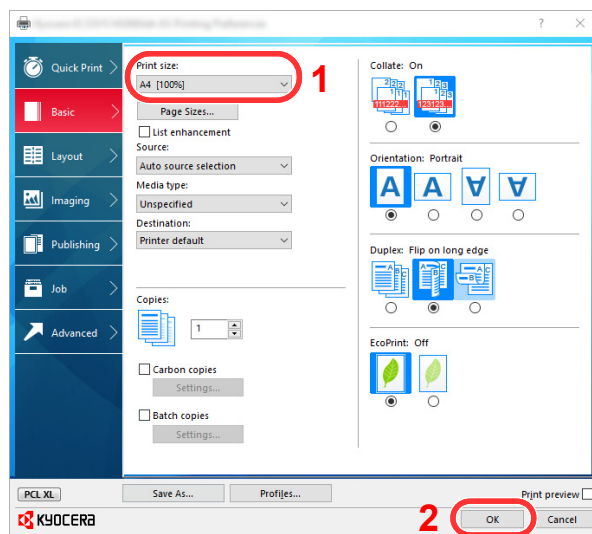 ?
Quick Print
Basic
Layout
Imaging
Publishing
Job
Advanced
Print size:
A4 [100%]
1
Page Sizes...
List enhancement
Source:
Auto source selection
Media type:
Unspecified
Destination:
Printer default
Copies:
1
Carbon copies
Settings...
Batch copies
Settings...
Collate: On
111222
123123
Orientation: Portrait
A A A A
Duplex: Flip on long edge
A B C
A B C
A B C
EcoPrint: Off
PCL XL
Save As...
Profiles...
Print preview
KYOCERA
2
OK
Cancel